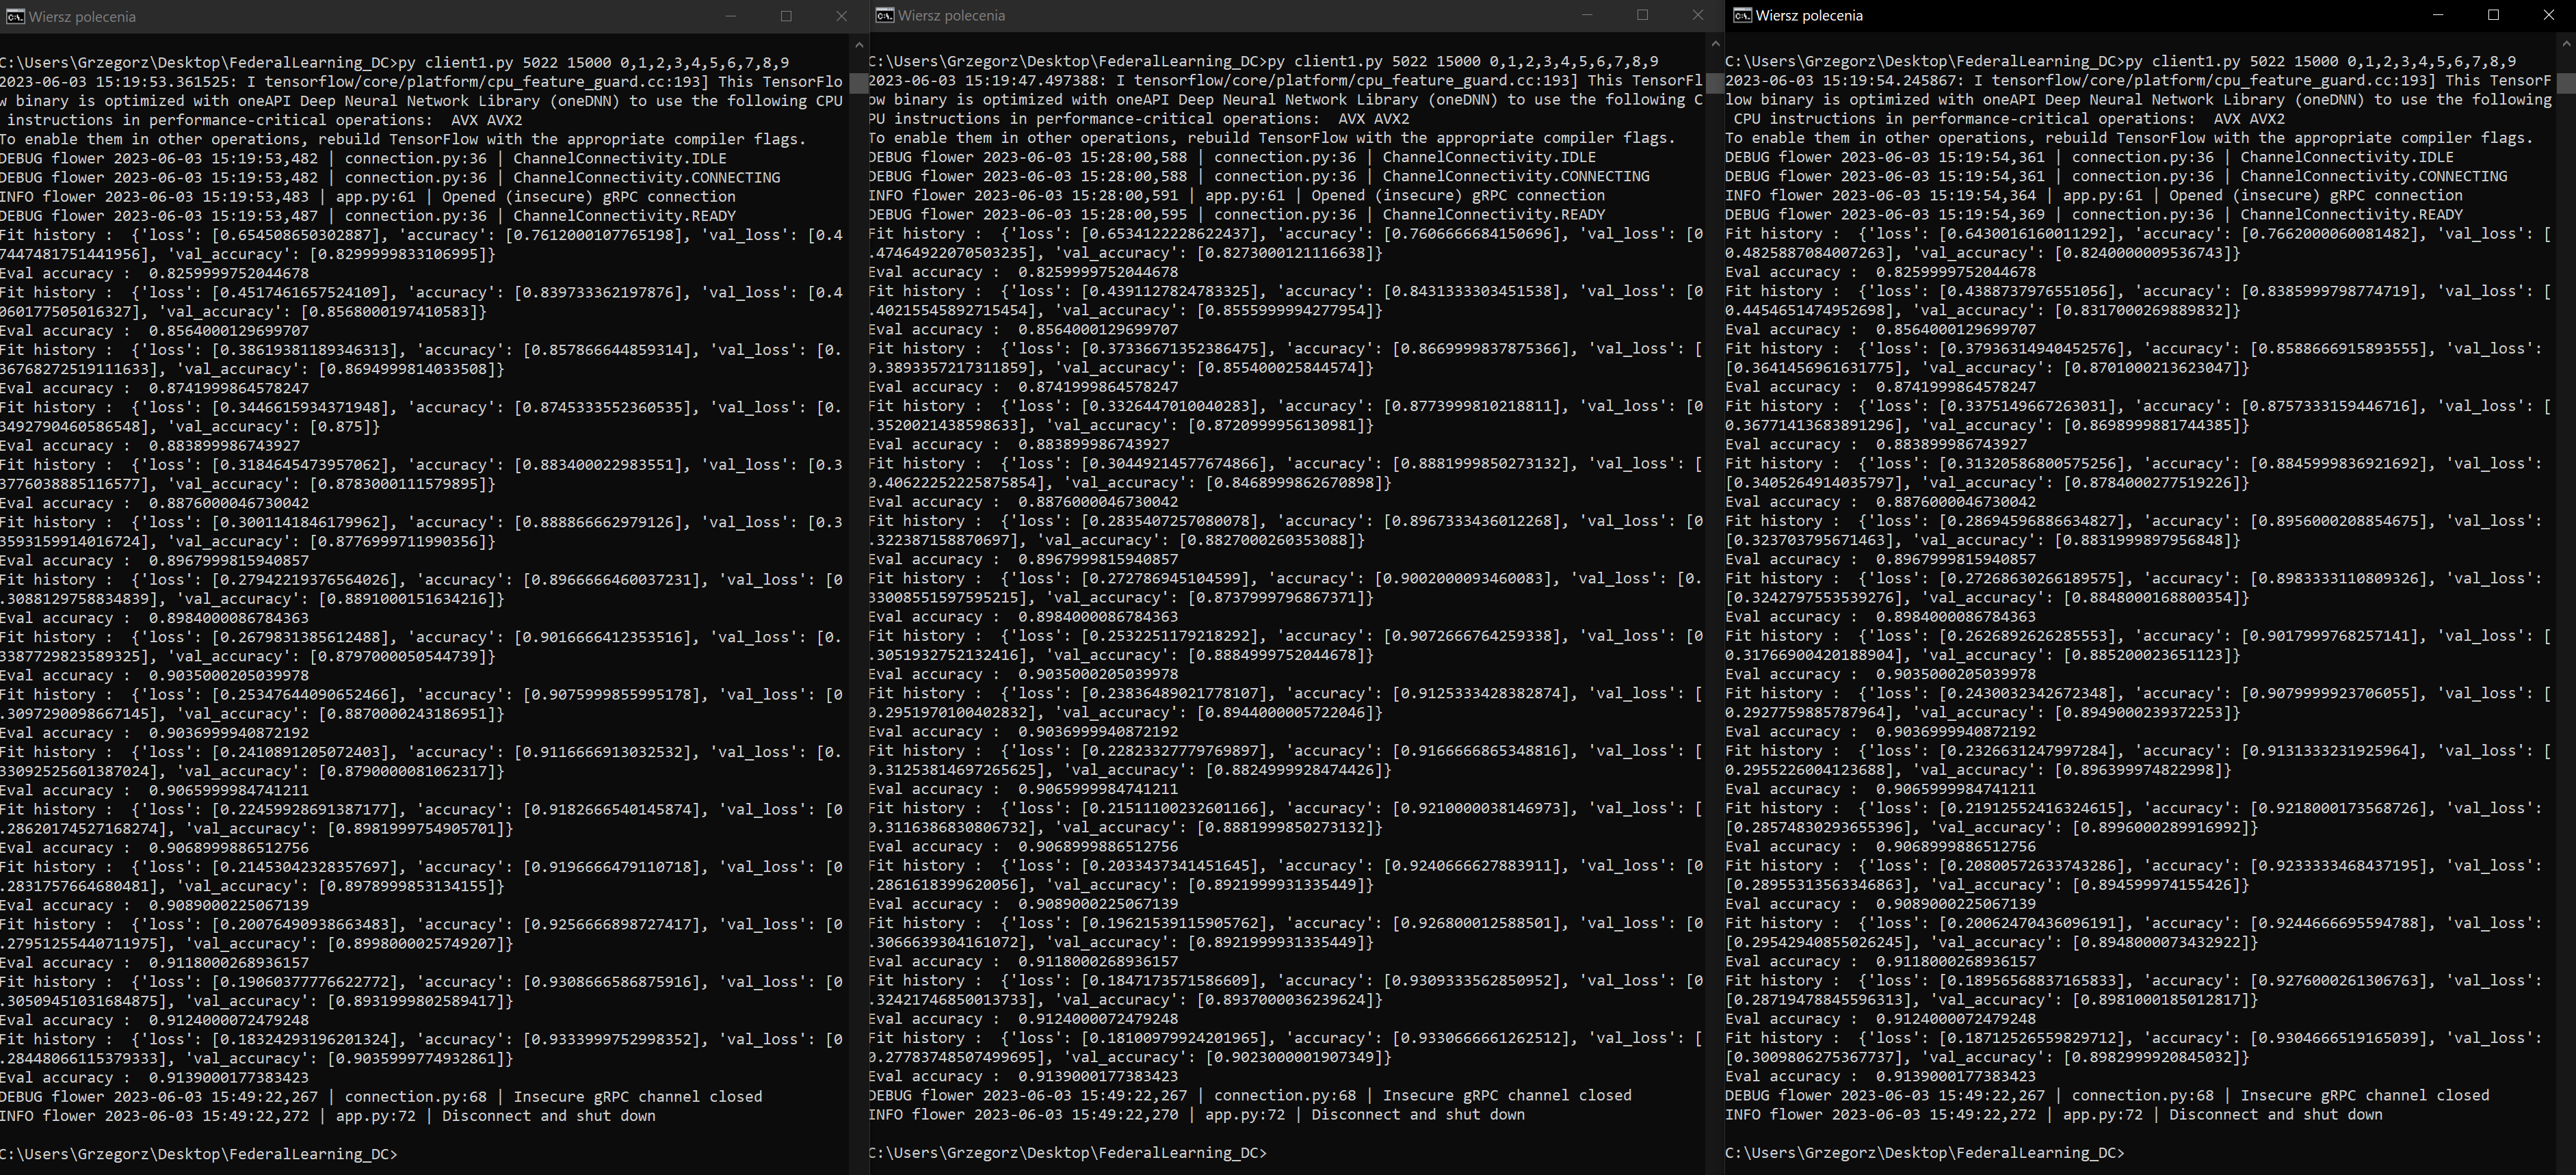 Wiersz polecenia
C:\Users\Grzegorz\Desktop\FederalLearning_DC>py client1.py 5022 15000 0,1,2,3,4,5,6,7,8,9
2023-06-03 15:19:53.361525: I tensorflow/core/platform/cpu_feature_guard.cc:193] This TensorFlo
w binary is optimized with oneAPI Deep Neural Network Library (oneDNN) to use the following CPU
 instructions in performance-critical operations:  AVX AVX2
To enable them in other operations, rebuild TensorFlow with the appropriate compiler flags.
DEBUG flower 2023-06-03 15:19:53,482 | connection.py:36 | ChannelConnectivity.IDLE
DEBUG flower 2023-06-03 15:19:53,482 | connection.py:36 | ChannelConnectivity.CONNECTING
INFO flower 2023-06-03 15:19:53,483 | app.py:61 | Opened (insecure) gRPC connection
DEBUG flower 2023-06-03 15:19:53,487 | connection.py:36 | ChannelConnectivity.READY
Fit history :  {'loss': [0.654508650302887], 'accuracy': [0.7612000107765198], 'val_loss': [0.4
7447481751441956], 'val_accuracy': [0.8299999833106995]}
Eval accuracy :  0.8259999752044678
Fit history :  {'loss': [0.4517461657524109], 'accuracy': [0.839733362197876], 'val_loss': [0.4
060177505016327], 'val_accuracy': [0.8568000197410583]}
Eval accuracy :  0.8564000129699707
Fit history :  {'loss': [0.38619381189346313], 'accuracy': [0.857866644859314], 'val_loss': [0.
36768272519111633], 'val_accuracy': [0.8694999814033508]}
Eval accuracy :  0.8741999864578247
Fit history :  {'loss': [0.3446615934371948], 'accuracy': [0.8745333552360535], 'val_loss': [0.
3492790460586548], 'val_accuracy': [0.875]}
Eval accuracy :  0.883899986743927
Fit history :  {'loss': [0.3184645473957062], 'accuracy': [0.883400022983551], 'val_loss': [0.3
3776038885116577], 'val_accuracy': [0.8783000111579895]}
Eval accuracy :  0.8876000046730042
Fit history :  {'loss': [0.3001141846179962], 'accuracy': [0.888866662979126], 'val_loss': [0.3
3593159914016724], 'val_accuracy': [0.8776999711990356]}
Eval accuracy :  0.8967999815940857
Fit history :  {'loss': [0.27942219376564026], 'accuracy': [0.8966666460037231], 'val_loss': [0
.3088129758834839], 'val_accuracy': [0.8891000151634216]}
Eval accuracy :  0.8984000086784363
Fit history :  {'loss': [0.2679831385612488], 'accuracy': [0.9016666412353516], 'val_loss': [0.
3387729823589325], 'val_accuracy': [0.8797000050544739]}
Eval accuracy :  0.9035000205039978
Fit history :  {'loss': [0.25347644090652466], 'accuracy': [0.9075999855995178], 'val_loss': [0
.3097290098667145], 'val_accuracy': [0.8870000243186951]}
Eval accuracy :  0.9036999940872192
Fit history :  {'loss': [0.2410891205072403], 'accuracy': [0.9116666913032532], 'val_loss': [0.
33092525601387024], 'val_accuracy': [0.8790000081062317]}
Eval accuracy :  0.9065999984741211
Fit history :  {'loss': [0.22459928691387177], 'accuracy': [0.9182666540145874], 'val_loss': [0
.28620174527168274], 'val_accuracy': [0.8981999754905701]}
Eval accuracy :  0.9068999886512756
Fit history :  {'loss': [0.21453042328357697], 'accuracy': [0.9196666479110718], 'val_loss': [0
.2831757664680481], 'val_accuracy': [0.8978999853134155]}
Eval accuracy :  0.9089000225067139
Fit history :  {'loss': [0.20076490938663483], 'accuracy': [0.9256666898727417], 'val_loss': [0
.27951255440711975], 'val_accuracy': [0.8998000025749207]}
Eval accuracy :  0.9118000268936157
Fit history :  {'loss': [0.19060377776622772], 'accuracy': [0.9308666586875916], 'val_loss': [0
.30509451031684875], 'val_accuracy': [0.8931999802589417]}
Eval accuracy :  0.9124000072479248
Fit history :  {'loss': [0.18324293196201324], 'accuracy': [0.9333999752998352], 'val_loss': [0
.28448066115379333], 'val_accuracy': [0.9035999774932861]}
Eval accuracy :  0.9139000177383423
DEBUG flower 2023-06-03 15:49:22,267 | connection.py:68 | Insecure gRPC channel closed
INFO flower 2023-06-03 15:49:22,272 | app.py:72 | Disconnect and shut down
C:\Users\Grzegorz\Desktop\FederalLearning_DC>
Wiersz polecenia
C:\Users\Grzegorz\Desktop\FederalLearning_DC>py client1.py 5022 15000 0,1,2,3,4,5,6,7,8,9
2023-06-03 15:19:47.497388: I tensorflow/core/platform/cpu_feature_guard.cc:193] This TensorFl
ow binary is optimized with oneAPI Deep Neural Network Library (oneDNN) to use the following C
PU instructions in performance-critical operations:  AVX AVX2
To enable them in other operations, rebuild TensorFlow with the appropriate compiler flags.
DEBUG flower 2023-06-03 15:28:00,588 | connection.py:36 | ChannelConnectivity.IDLE
DEBUG flower 2023-06-03 15:28:00,588 | connection.py:36 | ChannelConnectivity.CONNECTING
INFO flower 2023-06-03 15:28:00,591 | app.py:61 | Opened (insecure) gRPC connection
DEBUG flower 2023-06-03 15:28:00,595 | connection.py:36 | ChannelConnectivity.READY
Fit history :  {'loss': [0.6534122228622437], 'accuracy': [0.7606666684150696], 'val_loss': [0
.47464922070503235], 'val_accuracy': [0.8273000121116638]}
Eval accuracy :  0.8259999752044678
Fit history :  {'loss': [0.4391127824783325], 'accuracy': [0.8431333303451538], 'val_loss': [0
.40215545892715454], 'val_accuracy': [0.8555999994277954]}
Eval accuracy :  0.8564000129699707
Fit history :  {'loss': [0.37336671352386475], 'accuracy': [0.8669999837875366], 'val_loss': [
0.3893357217311859], 'val_accuracy': [0.855400025844574]}
Eval accuracy :  0.8741999864578247
Fit history :  {'loss': [0.3326447010040283], 'accuracy': [0.8773999810218811], 'val_loss': [0
.3520021438598633], 'val_accuracy': [0.8720999956130981]}
Eval accuracy :  0.883899986743927
Fit history :  {'loss': [0.30449214577674866], 'accuracy': [0.8881999850273132], 'val_loss': [
0.40622252225875854], 'val_accuracy': [0.8468999862670898]}
Eval accuracy :  0.8876000046730042
Fit history :  {'loss': [0.2835407257080078], 'accuracy': [0.8967333436012268], 'val_loss': [0
.322387158870697], 'val_accuracy': [0.8827000260353088]}
Eval accuracy :  0.8967999815940857
Fit history :  {'loss': [0.272786945104599], 'accuracy': [0.9002000093460083], 'val_loss': [0.
33008551597595215], 'val_accuracy': [0.8737999796867371]}
Eval accuracy :  0.8984000086784363
Fit history :  {'loss': [0.2532251179218292], 'accuracy': [0.9072666764259338], 'val_loss': [0
.3051932752132416], 'val_accuracy': [0.8884999752044678]}
Eval accuracy :  0.9035000205039978
Fit history :  {'loss': [0.23836489021778107], 'accuracy': [0.9125333428382874], 'val_loss': [
0.2951970100402832], 'val_accuracy': [0.8944000005722046]}
Eval accuracy :  0.9036999940872192
Fit history :  {'loss': [0.22823327779769897], 'accuracy': [0.9166666865348816], 'val_loss': [
0.31253814697265625], 'val_accuracy': [0.8824999928474426]}
Eval accuracy :  0.9065999984741211
Fit history :  {'loss': [0.21511100232601166], 'accuracy': [0.9210000038146973], 'val_loss': [
0.3116386830806732], 'val_accuracy': [0.8881999850273132]}
Eval accuracy :  0.9068999886512756
Fit history :  {'loss': [0.2033437341451645], 'accuracy': [0.9240666627883911], 'val_loss': [0
.2861618399620056], 'val_accuracy': [0.8921999931335449]}
Eval accuracy :  0.9089000225067139
Fit history :  {'loss': [0.19621539115905762], 'accuracy': [0.926800012588501], 'val_loss': [0
.3066639304161072], 'val_accuracy': [0.8921999931335449]}
Eval accuracy :  0.9118000268936157
Fit history :  {'loss': [0.1847173571586609], 'accuracy': [0.9309333562850952], 'val_loss': [0
.32421746850013733], 'val_accuracy': [0.8937000036239624]}
Eval accuracy :  0.9124000072479248
Fit history :  {'loss': [0.18100979924201965], 'accuracy': [0.9330666661262512], 'val_loss': [
0.27783748507499695], 'val_accuracy': [0.9023000001907349]}
Eval accuracy :  0.9139000177383423
DEBUG flower 2023-06-03 15:49:22,267 | connection.py:68 | Insecure gRPC channel closed
INFO flower 2023-06-03 15:49:22,270 | app.py:72 | Disconnect and shut down
C:\Users\Grzegorz\Desktop\FederalLearning_DC>
Wiersz polecenia
C:\Users\Grzegorz\Desktop\FederalLearning_DC>py client1.py 5022 15000 0,1,2,3,4,5,6,7,8,9
2023-06-03 15:19:54.245867: I tensorflow/core/platform/cpu_feature_guard.cc:193] This TensorF
low binary is optimized with oneAPI Deep Neural Network Library (oneDNN) to use the following
 CPU instructions in performance-critical operations:  AVX AVX2
To enable them in other operations, rebuild TensorFlow with the appropriate compiler flags.
DEBUG flower 2023-06-03 15:19:54,361 | connection.py:36 | ChannelConnectivity.IDLE
DEBUG flower 2023-06-03 15:19:54,361 | connection.py:36 | ChannelConnectivity.CONNECTING
INFO flower 2023-06-03 15:19:54,364 | app.py:61 | Opened (insecure) gRPC connection
DEBUG flower 2023-06-03 15:19:54,369 | connection.py:36 | ChannelConnectivity.READY
Fit history :  {'loss': [0.6430016160011292], 'accuracy': [0.7662000060081482], 'val_loss': [
0.4825887084007263], 'val_accuracy': [0.8240000009536743]}
Eval accuracy :  0.8259999752044678
Fit history :  {'loss': [0.4388737976551056], 'accuracy': [0.8385999798774719], 'val_loss': [
0.4454651474952698], 'val_accuracy': [0.8317000269889832]}
Eval accuracy :  0.8564000129699707
Fit history :  {'loss': [0.37936314940452576], 'accuracy': [0.8588666915893555], 'val_loss':
[0.3641456961631775], 'val_accuracy': [0.8701000213623047]}
Eval accuracy :  0.8741999864578247
Fit history :  {'loss': [0.3375149667263031], 'accuracy': [0.8757333159446716], 'val_loss': [
0.36771413683891296], 'val_accuracy': [0.8698999881744385]}
Eval accuracy :  0.883899986743927
Fit history :  {'loss': [0.31320586800575256], 'accuracy': [0.8845999836921692], 'val_loss':
[0.3405264914035797], 'val_accuracy': [0.8784000277519226]}
Eval accuracy :  0.8876000046730042
Fit history :  {'loss': [0.28694596886634827], 'accuracy': [0.8956000208854675], 'val_loss':
[0.323703795671463], 'val_accuracy': [0.8831999897956848]}
Eval accuracy :  0.8967999815940857
Fit history :  {'loss': [0.27268630266189575], 'accuracy': [0.8983333110809326], 'val_loss':
[0.3242797553539276], 'val_accuracy': [0.8848000168800354]}
Eval accuracy :  0.8984000086784363
Fit history :  {'loss': [0.2626892626285553], 'accuracy': [0.9017999768257141], 'val_loss': [
0.31766900420188904], 'val_accuracy': [0.885200023651123]}
Eval accuracy :  0.9035000205039978
Fit history :  {'loss': [0.2430032342672348], 'accuracy': [0.9079999923706055], 'val_loss': [
0.2927759885787964], 'val_accuracy': [0.8949000239372253]}
Eval accuracy :  0.9036999940872192
Fit history :  {'loss': [0.2326631247997284], 'accuracy': [0.9131333231925964], 'val_loss': [
0.2955226004123688], 'val_accuracy': [0.896399974822998]}
Eval accuracy :  0.9065999984741211
Fit history :  {'loss': [0.21912552416324615], 'accuracy': [0.9218000173568726], 'val_loss':
[0.28574830293655396], 'val_accuracy': [0.8996000289916992]}
Eval accuracy :  0.9068999886512756
Fit history :  {'loss': [0.20800572633743286], 'accuracy': [0.9233333468437195], 'val_loss':
[0.28955313563346863], 'val_accuracy': [0.894599974155426]}
Eval accuracy :  0.9089000225067139
Fit history :  {'loss': [0.20062470436096191], 'accuracy': [0.9244666695594788], 'val_loss':
[0.29542940855026245], 'val_accuracy': [0.8948000073432922]}
Eval accuracy :  0.9118000268936157
Fit history :  {'loss': [0.18956568837165833], 'accuracy': [0.9276000261306763], 'val_loss':
[0.28719478845596313], 'val_accuracy': [0.8981000185012817]}
Eval accuracy :  0.9124000072479248
Fit history :  {'loss': [0.18712526559829712], 'accuracy': [0.9304666519165039], 'val_loss':
[0.3009806275367737], 'val_accuracy': [0.8982999920845032]}
Eval accuracy :  0.9139000177383423
DEBUG flower 2023-06-03 15:49:22,267 | connection.py:68 | Insecure gRPC channel closed
INFO flower 2023-06-03 15:49:22,272 | app.py:72 | Disconnect and shut down
C:\Users\Grzegorz\Desktop\FederalLearning_DC>